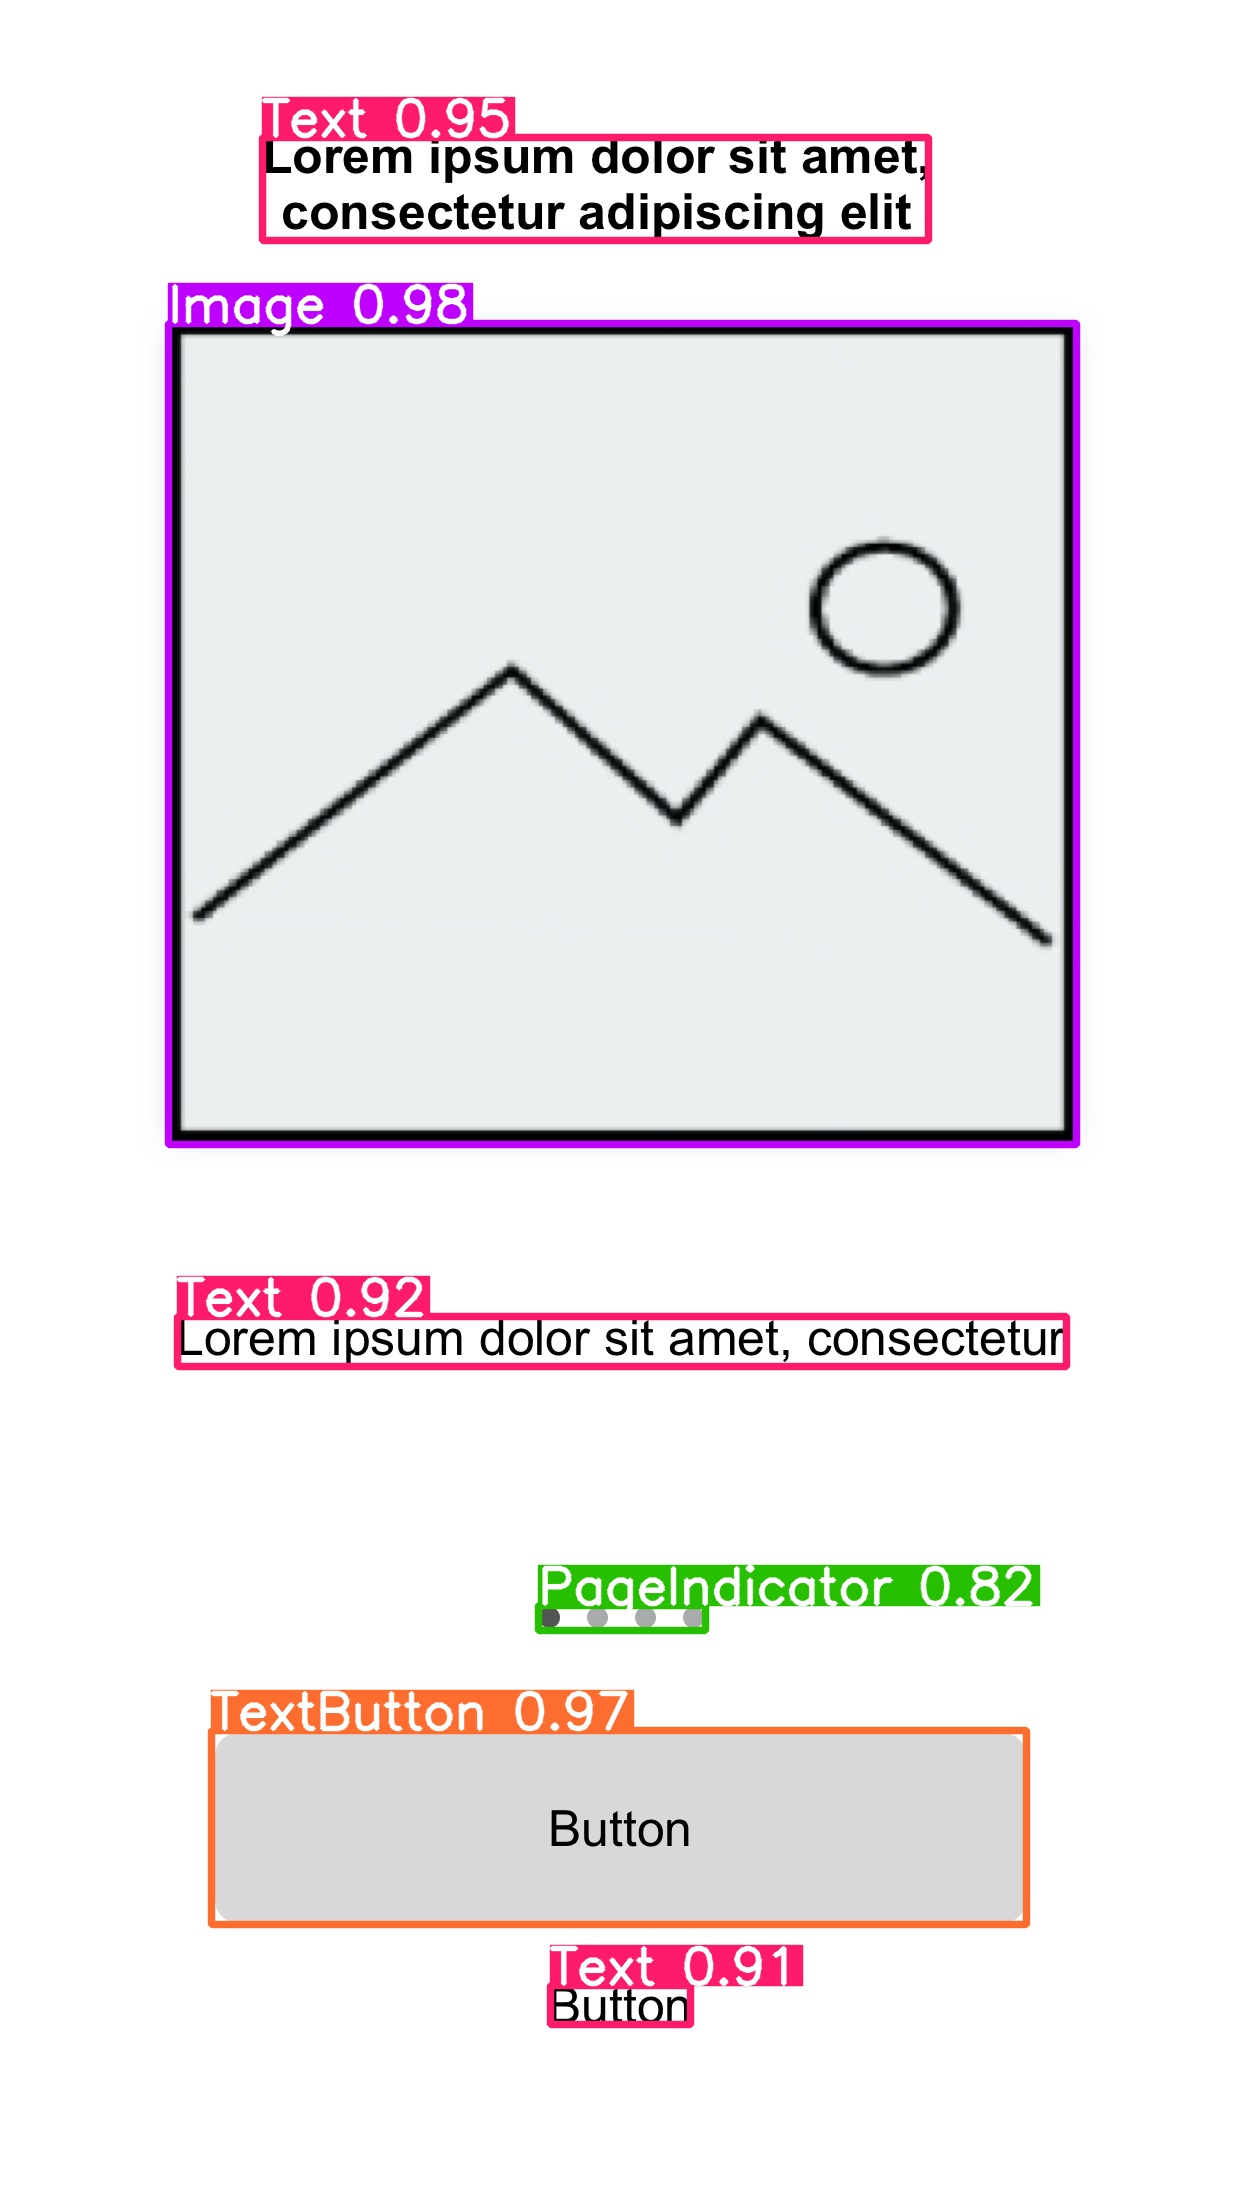 Text 0.95
Lorem ipsum dolor sit amet,
consectetur adipiscing elit
Image 0.98
Text 0.92
Lorem ipsum dolor sit amet, consectetur
PageIndicator 0.82
TextButton 0.97
Button
Text 0.91
Button